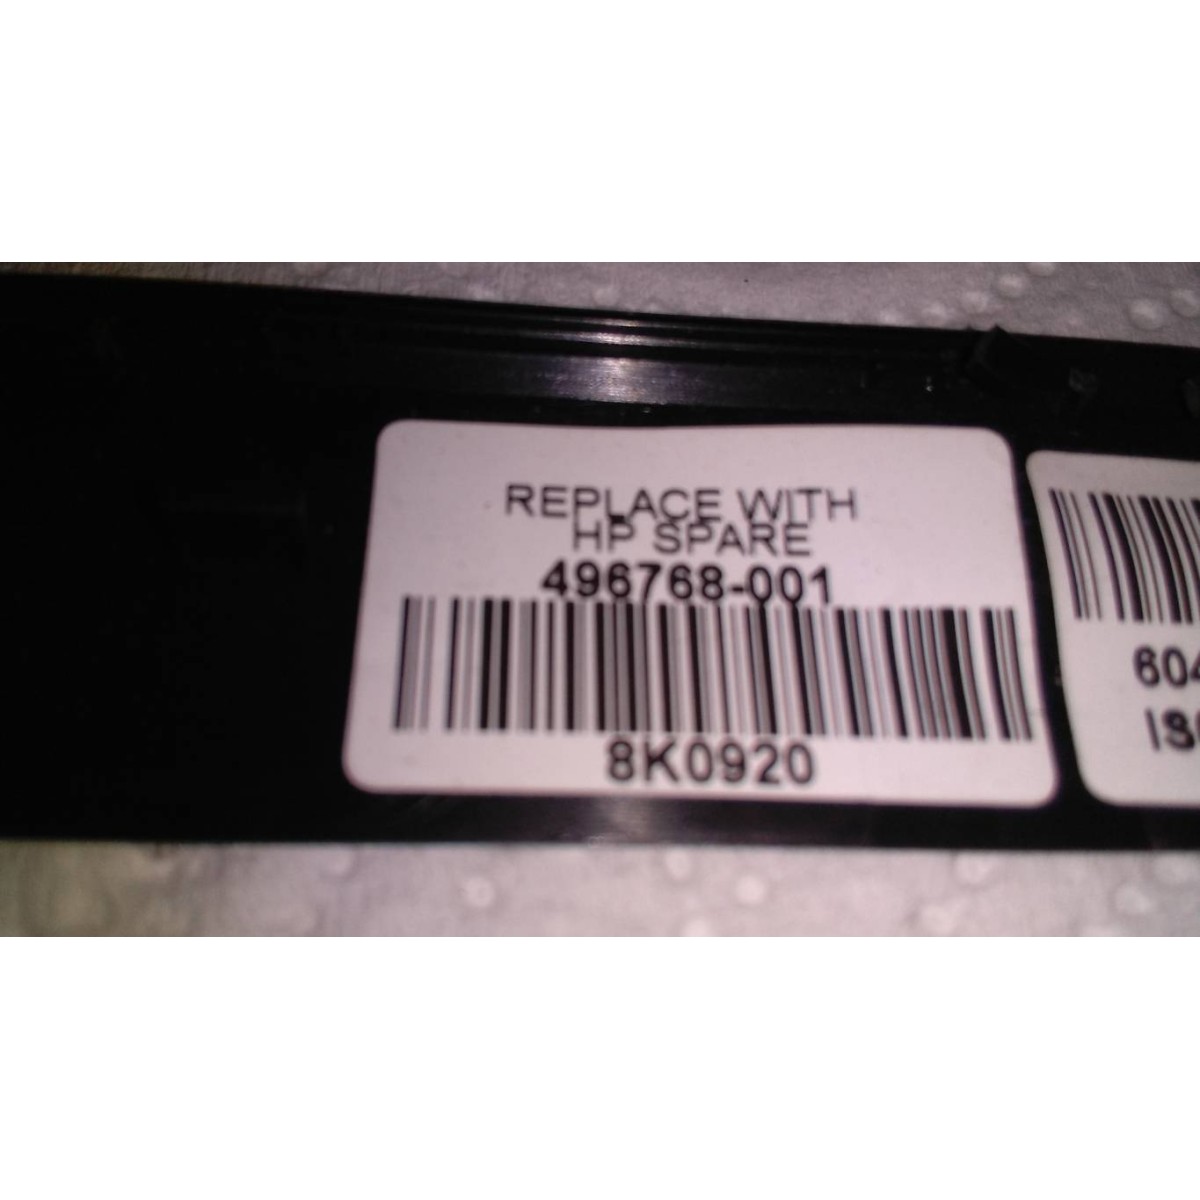 REPLACE WITH
HP SPARE
496768-001
8K0920
604
IS